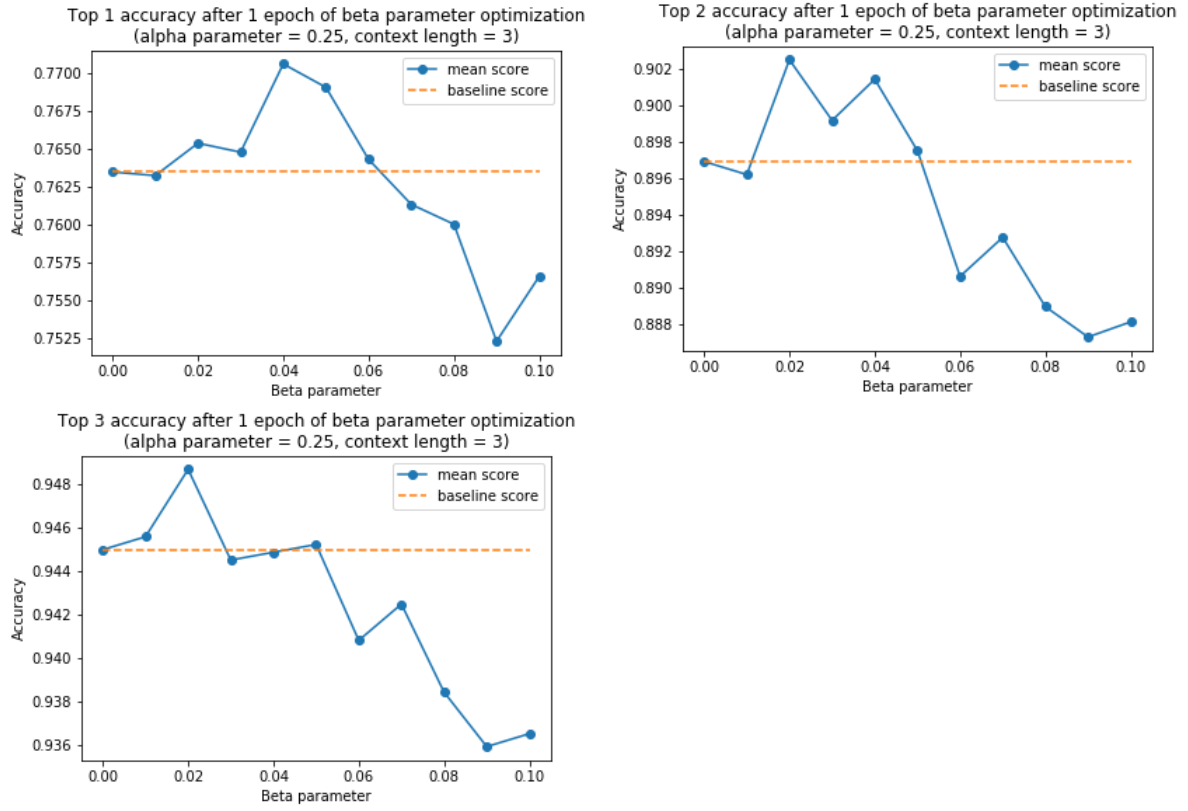 Top 1 accuracy after 1 epoch of beta parameter optimization
(alpha parameter = 0.25, context length = 3)
mean score
baseline score
0.7700
0.7675
0.7650
0.7625
0.7600
0.7575
0.7550
0.7525
Accuracy
0.00 0.02 0.04 0.06 0.08 0.10
Beta parameter
Top 2 accuracy after 1 epoch of beta parameter optimization
(alpha parameter = 0.25, context length = 3)
mean score
baseline score
0.902
0.900
0.898
0.896
0.894
0.892
0.890
0.888
Accuracy
0.00 0.02 0.04 0.06 0.08 0.10
Beta parameter
Top 3 accuracy after 1 epoch of beta parameter optimization
(alpha parameter = 0.25, context length = 3)
mean score
baseline score
0.948
0.946
0.944
0.942
0.940
0.938
0.936
Accuracy
0.00 0.02 0.04 0.06 0.08 0.10
Beta parameter